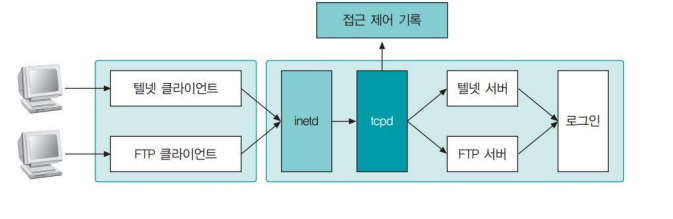 접근 제어 기록
텔넷 클라이언트
FTP 클라이언트
inetd
tcpd
텔넷 서버
FTP 서버
로그인